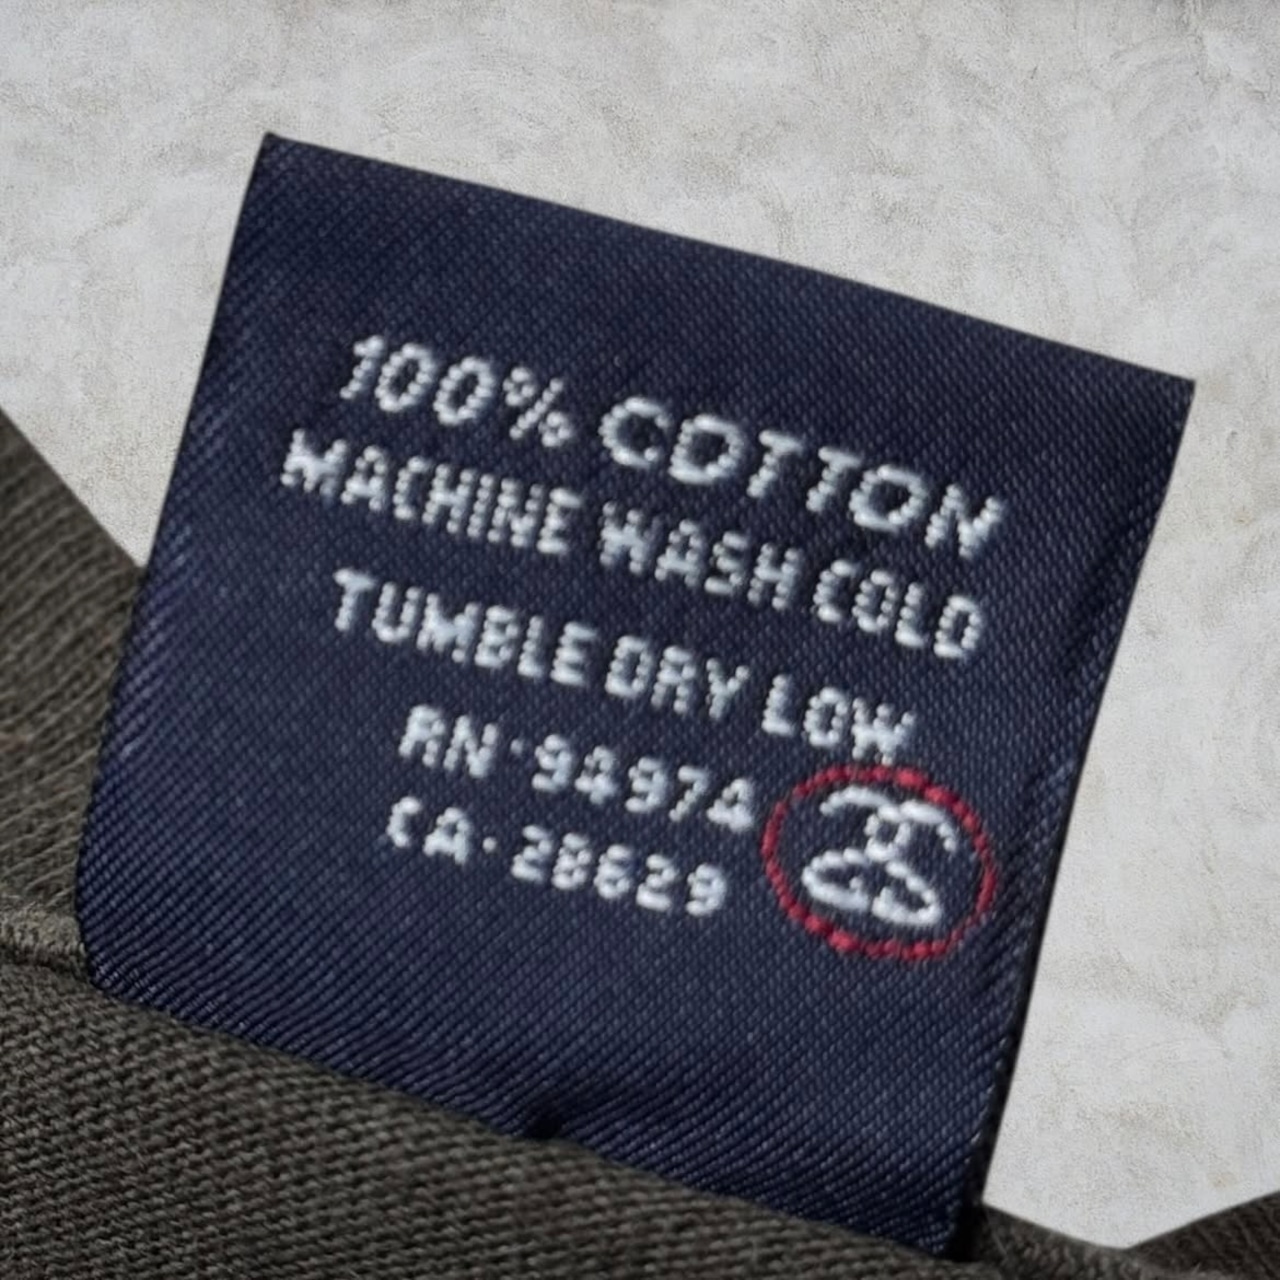 100% COTTON
MACHINE WASH COLD
TUMBLE DRY LOW
RN·94974
CA·28629